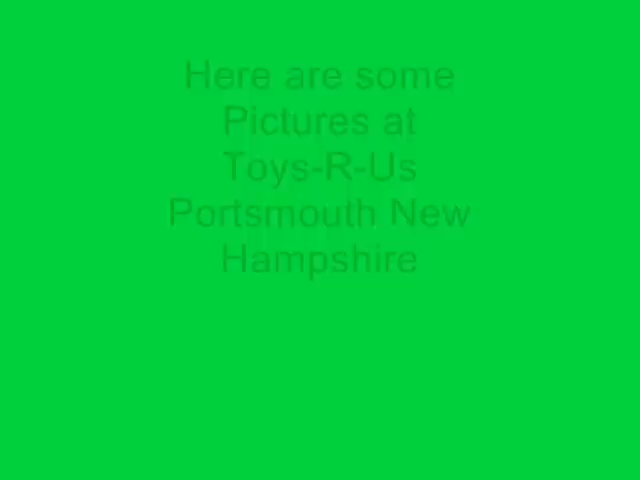 Here are some
Pictures at
Toys-R-Us
Portsmouth New
Hampshire